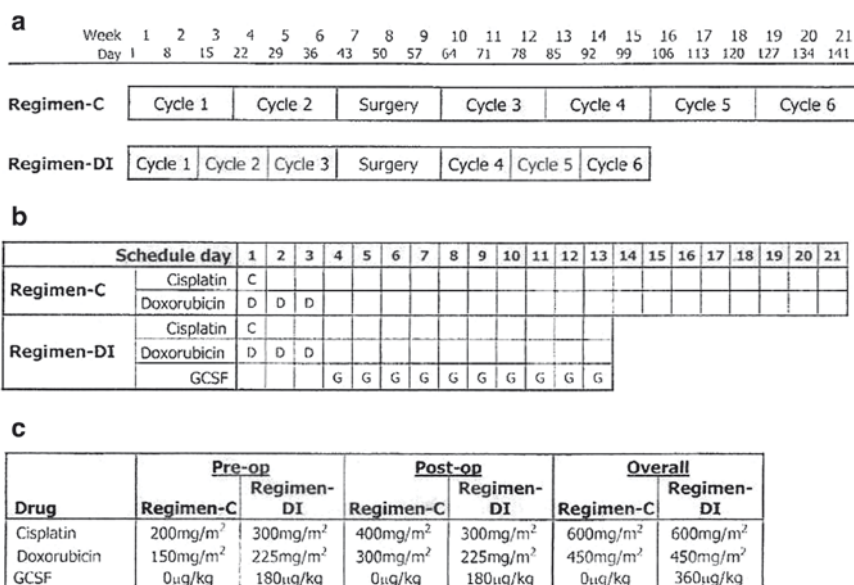 a
Week 1 2 3 4 5 6 7 8 9 10 11 12 13 14 15 16 17 18 19 20 21
Day 1 8 15 22 29 36 43 50 57 64 71 78 85 92 99 106 113 120 127 134 141
Regimen-C Cycle 1 Cycle 2 Surgery Cycle 3 Cycle 4 Cycle 5 Cycle 6
Regimen-DI Cycle 1 Cycle 2 Cycle 3 Surgery Cycle 4 Cycle 5 Cycle 6
b
Schedule day 1 2 3 4 5 6 7 8 9 10 11 12 13 14 15 16 17 18 19 20 21
Regimen-C
Cisplatin C
Doxorubicin D D D
Regimen-DI
Cisplatin C
Doxorubicin D D D
GCSF G G G G G G G G G G
c
Pre-op Post-op Overall
Drug Regimen-C Regimen-DI Regimen-C Regimen-DI Regimen-C Regimen-DI
Cisplatin 200mg/m² 300mg/m² 400mg/m² 300mg/m² 600mg/m² 600mg/m²
Doxorubicin 150mg/m² 225mg/m² 300mg/m² 225mg/m² 450mg/m² 450mg/m²
GCSF 0µg/kg 180µg/kg 0µg/kg 180µg/kg 0µg/kg 360µg/kg